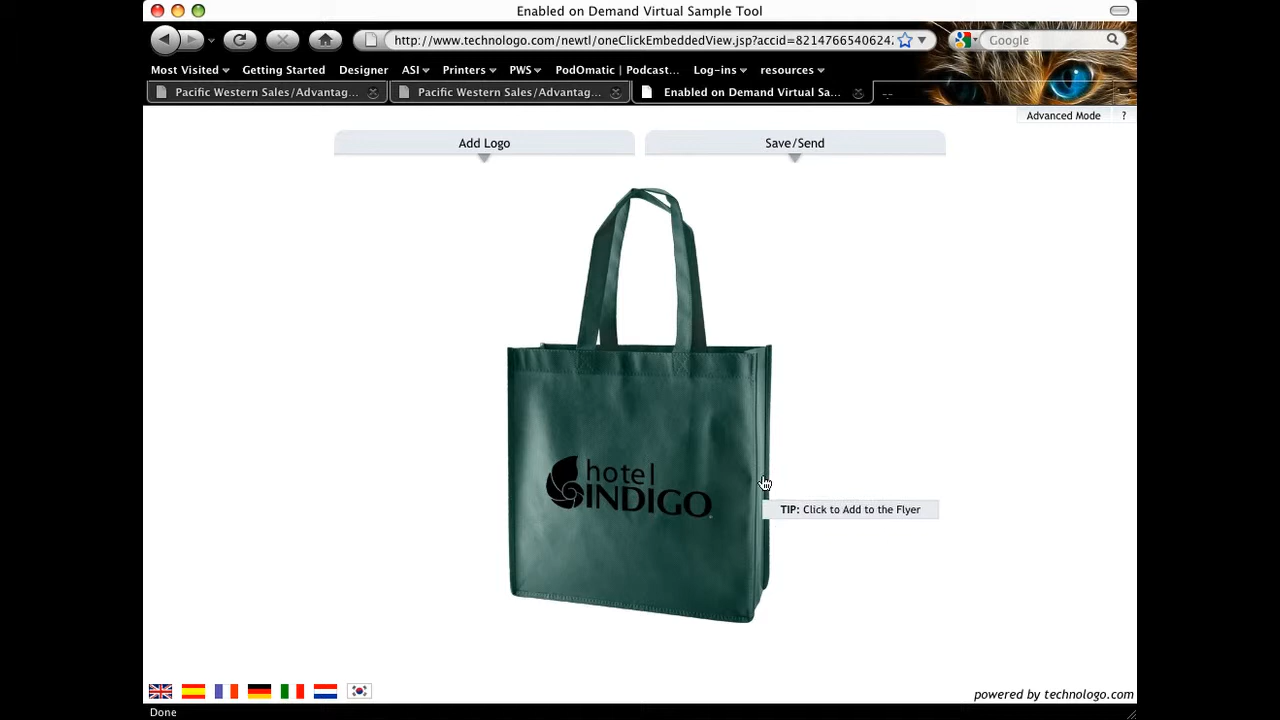 Enabled on Demand Virtual Sample Tool
http://www.technologo.com/newtl/oneClickEmbeddedView.jsp?accid=82147665406242
Google
Most Visited Getting Started Designer ASI Printers PWS PodOmatic | Podcast... Log-ins resources
Pacific Western Sales/Advantag... Pacific Western Sales/Advantag... Enabled on Demand Virtual Sa...
Advanced Mode ?
Add Logo Save/Send
hotel
INDIGO
TIP: Click to Add to the Flyer
powered by technologo.com
Done